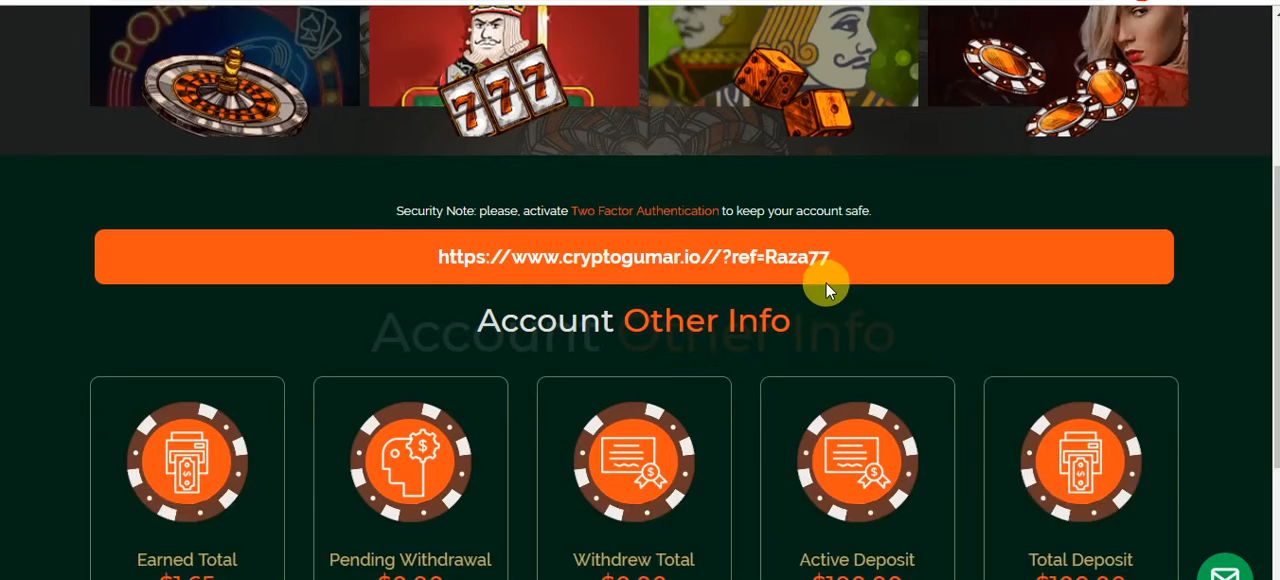 777
Security Note: please, activate Two Factor Authentication to keep your account safe.
https://www.cryptogumar.io//?ref=Raza77
Account Other Info
Earned Total
Pending Withdrawal
Withdrew Total
Active Deposit
Total Deposit